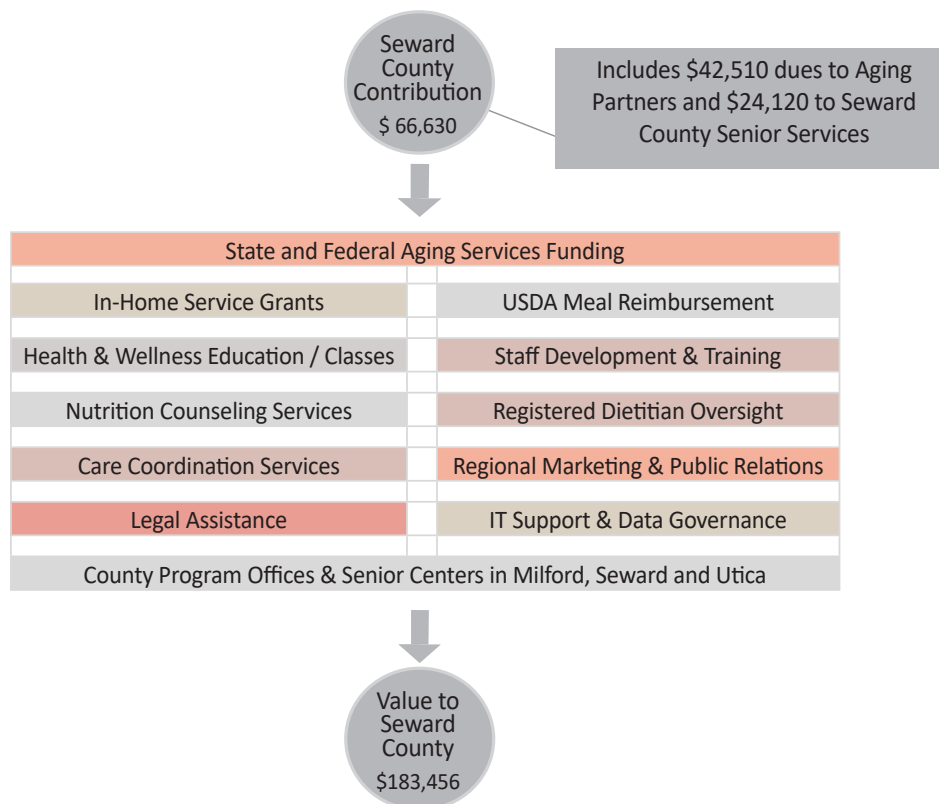 Seward
County
Contribution
$ 66,630
Includes $42,510 dues to Aging
Partners and $24,120 to Seward
County Senior Services
State and Federal Aging Services Funding
In-Home Service Grants
USDA Meal Reimbursement
Health & Wellness Education / Classes
Staff Development & Training
Nutrition Counseling Services
Registered Dietitian Oversight
Care Coordination Services
Regional Marketing & Public Relations
Legal Assistance
IT Support & Data Governance
County Program Offices & Senior Centers in Milford, Seward and Utica
Value to
Seward
County
$183,456